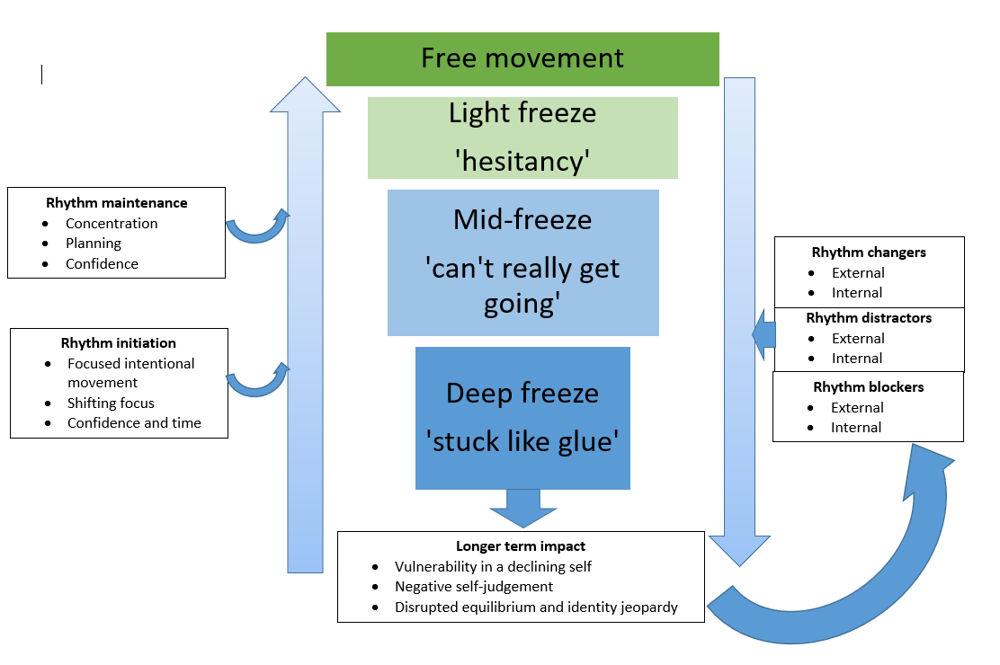 Free movement
Light freeze
'hesitancy'
Mid-freeze
'can't really get
going'
Deep freeze
'stuck like glue'
Rhythm maintenance
• Concentration
• Planning
• Confidence
Rhythm initiation
• Focused intentional
movement
• Shifting focus
• Confidence and time
Rhythm changers
• External
• Internal
Rhythm distractors
• External
• Internal
Rhythm blockers
• External
• Internal
Longer term impact
• Vulnerability in a declining self
• Negative self-judgement
• Disrupted equilibrium and identity jeopardy